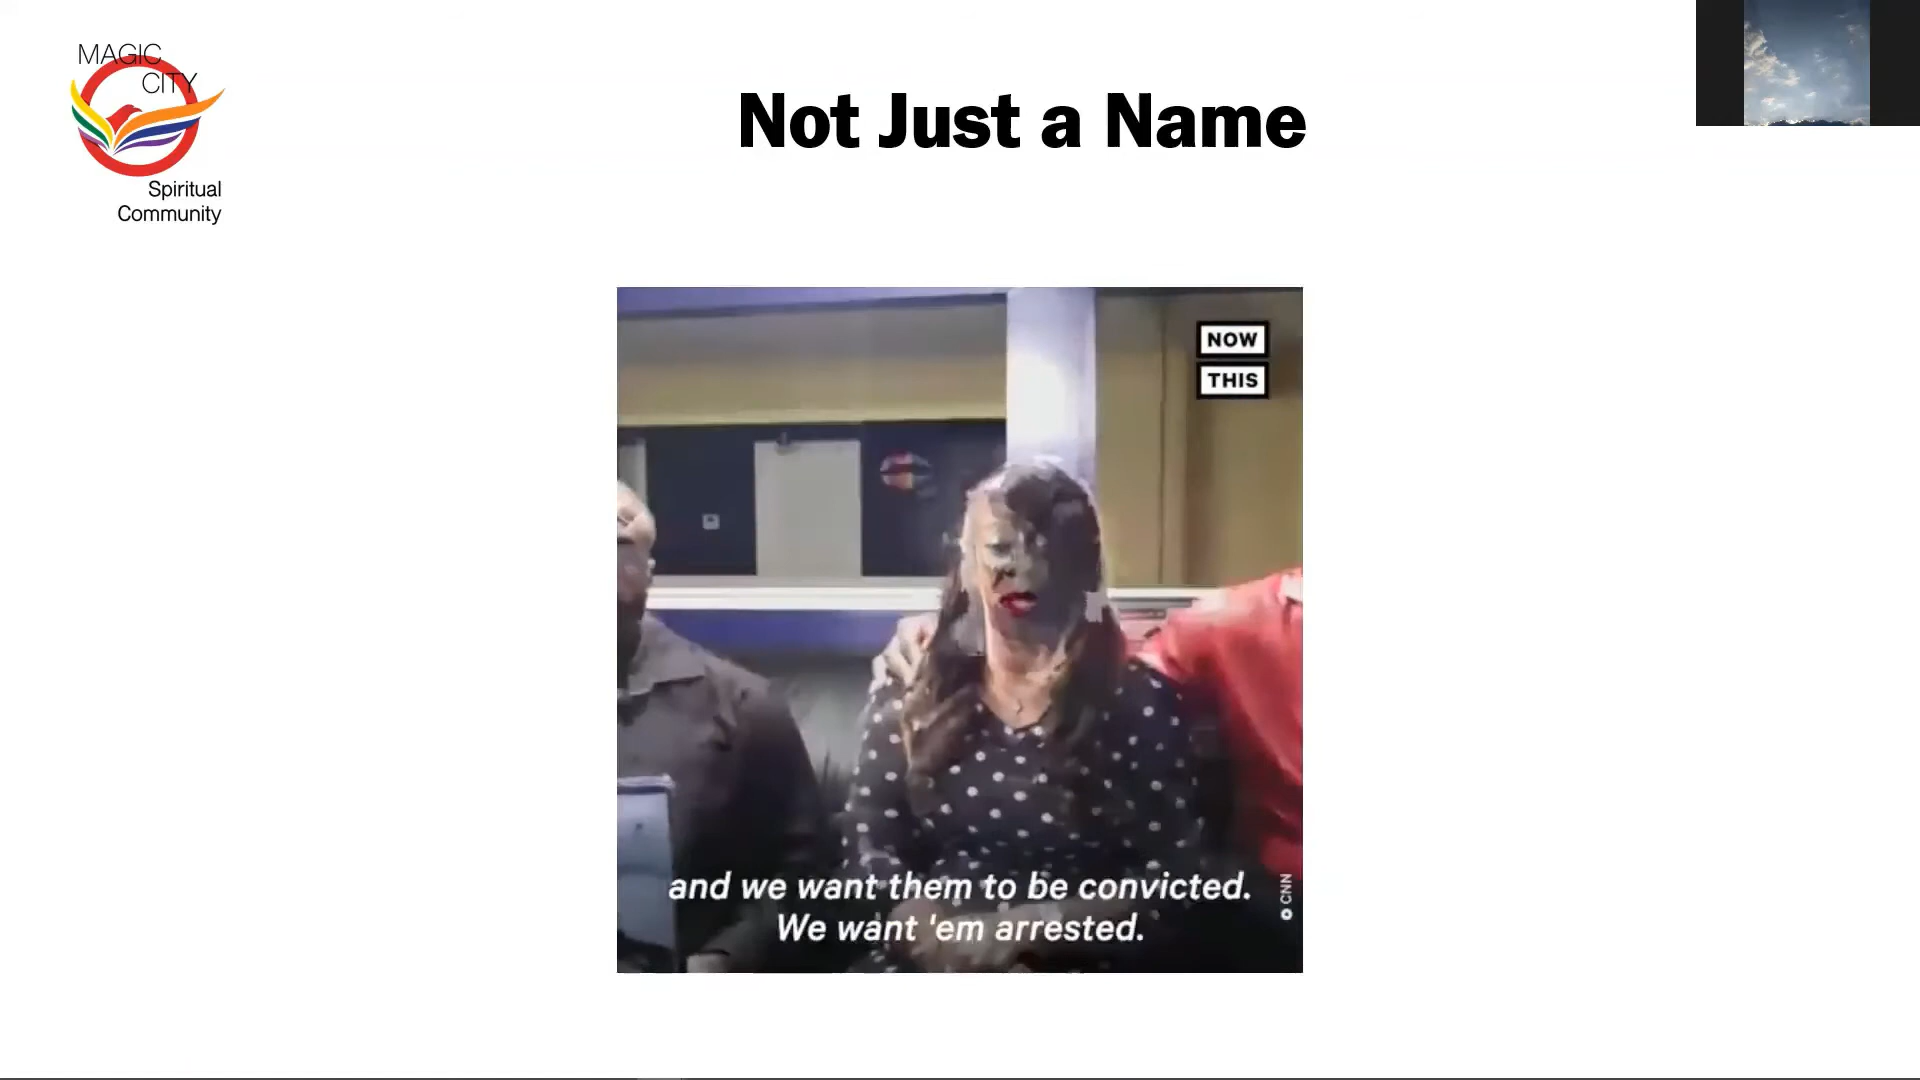 MAGIC
CITY
Spiritual
Community
Not Just a Name
NOW
THIS
and we want them to be convicted.
We want 'em arrested.
CNN